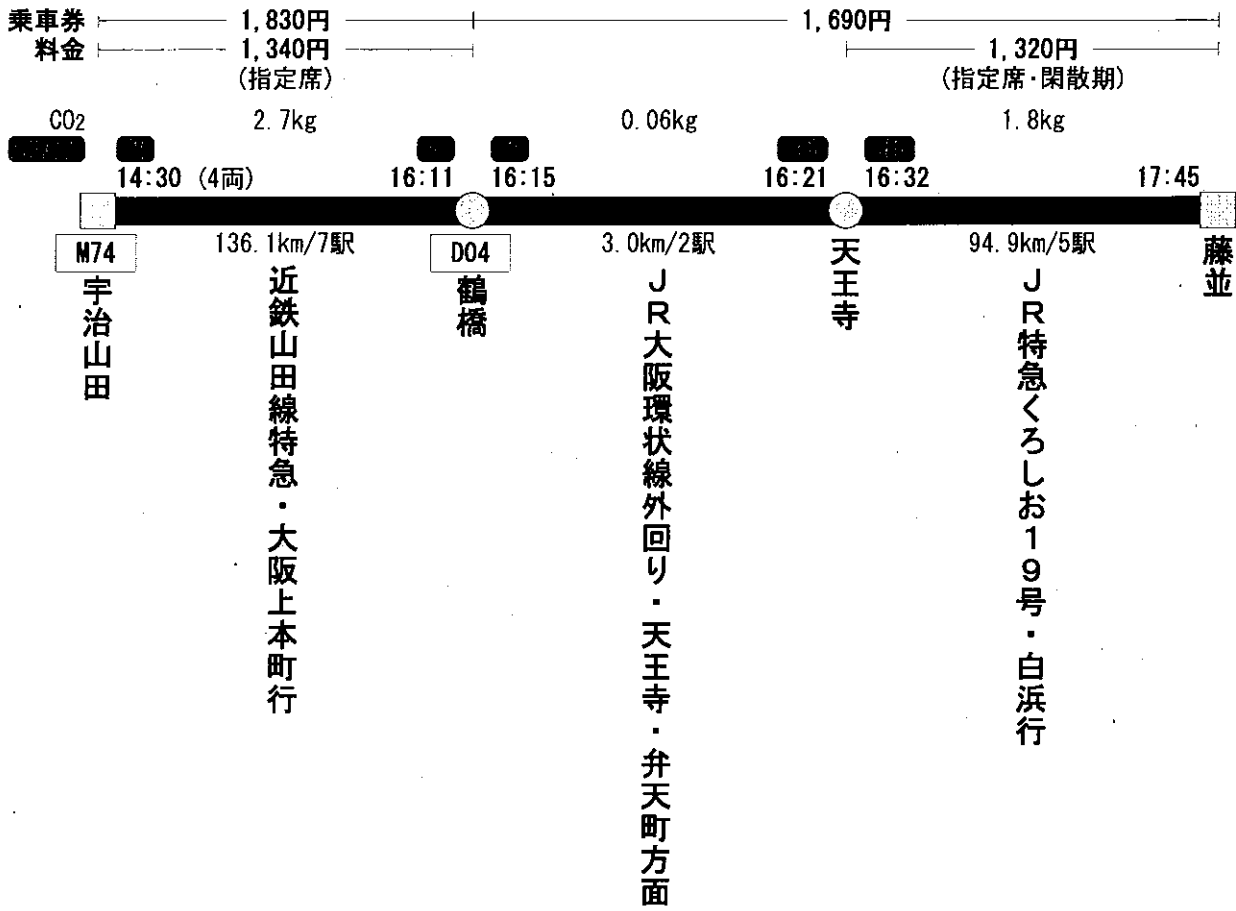 乗車券 1,830円 1,690円
料金 1,340円 1,320円
(指定席) (指定席・閑散期)
CO2 2.7kg 0.06kg 1.8kg
14:30 (4両) 16:11 16:15 16:21 16:32 17:45
136.1km/7駅 3.0km/2駅 94.9km/5駅
M74 D04
宇治山田
近鉄山田線特急・大阪上本町行
鶴橋
JR大阪環状線外回り・天王寺・弁天町方面
天王寺
JR特急くろしお19号・白浜行
藤並